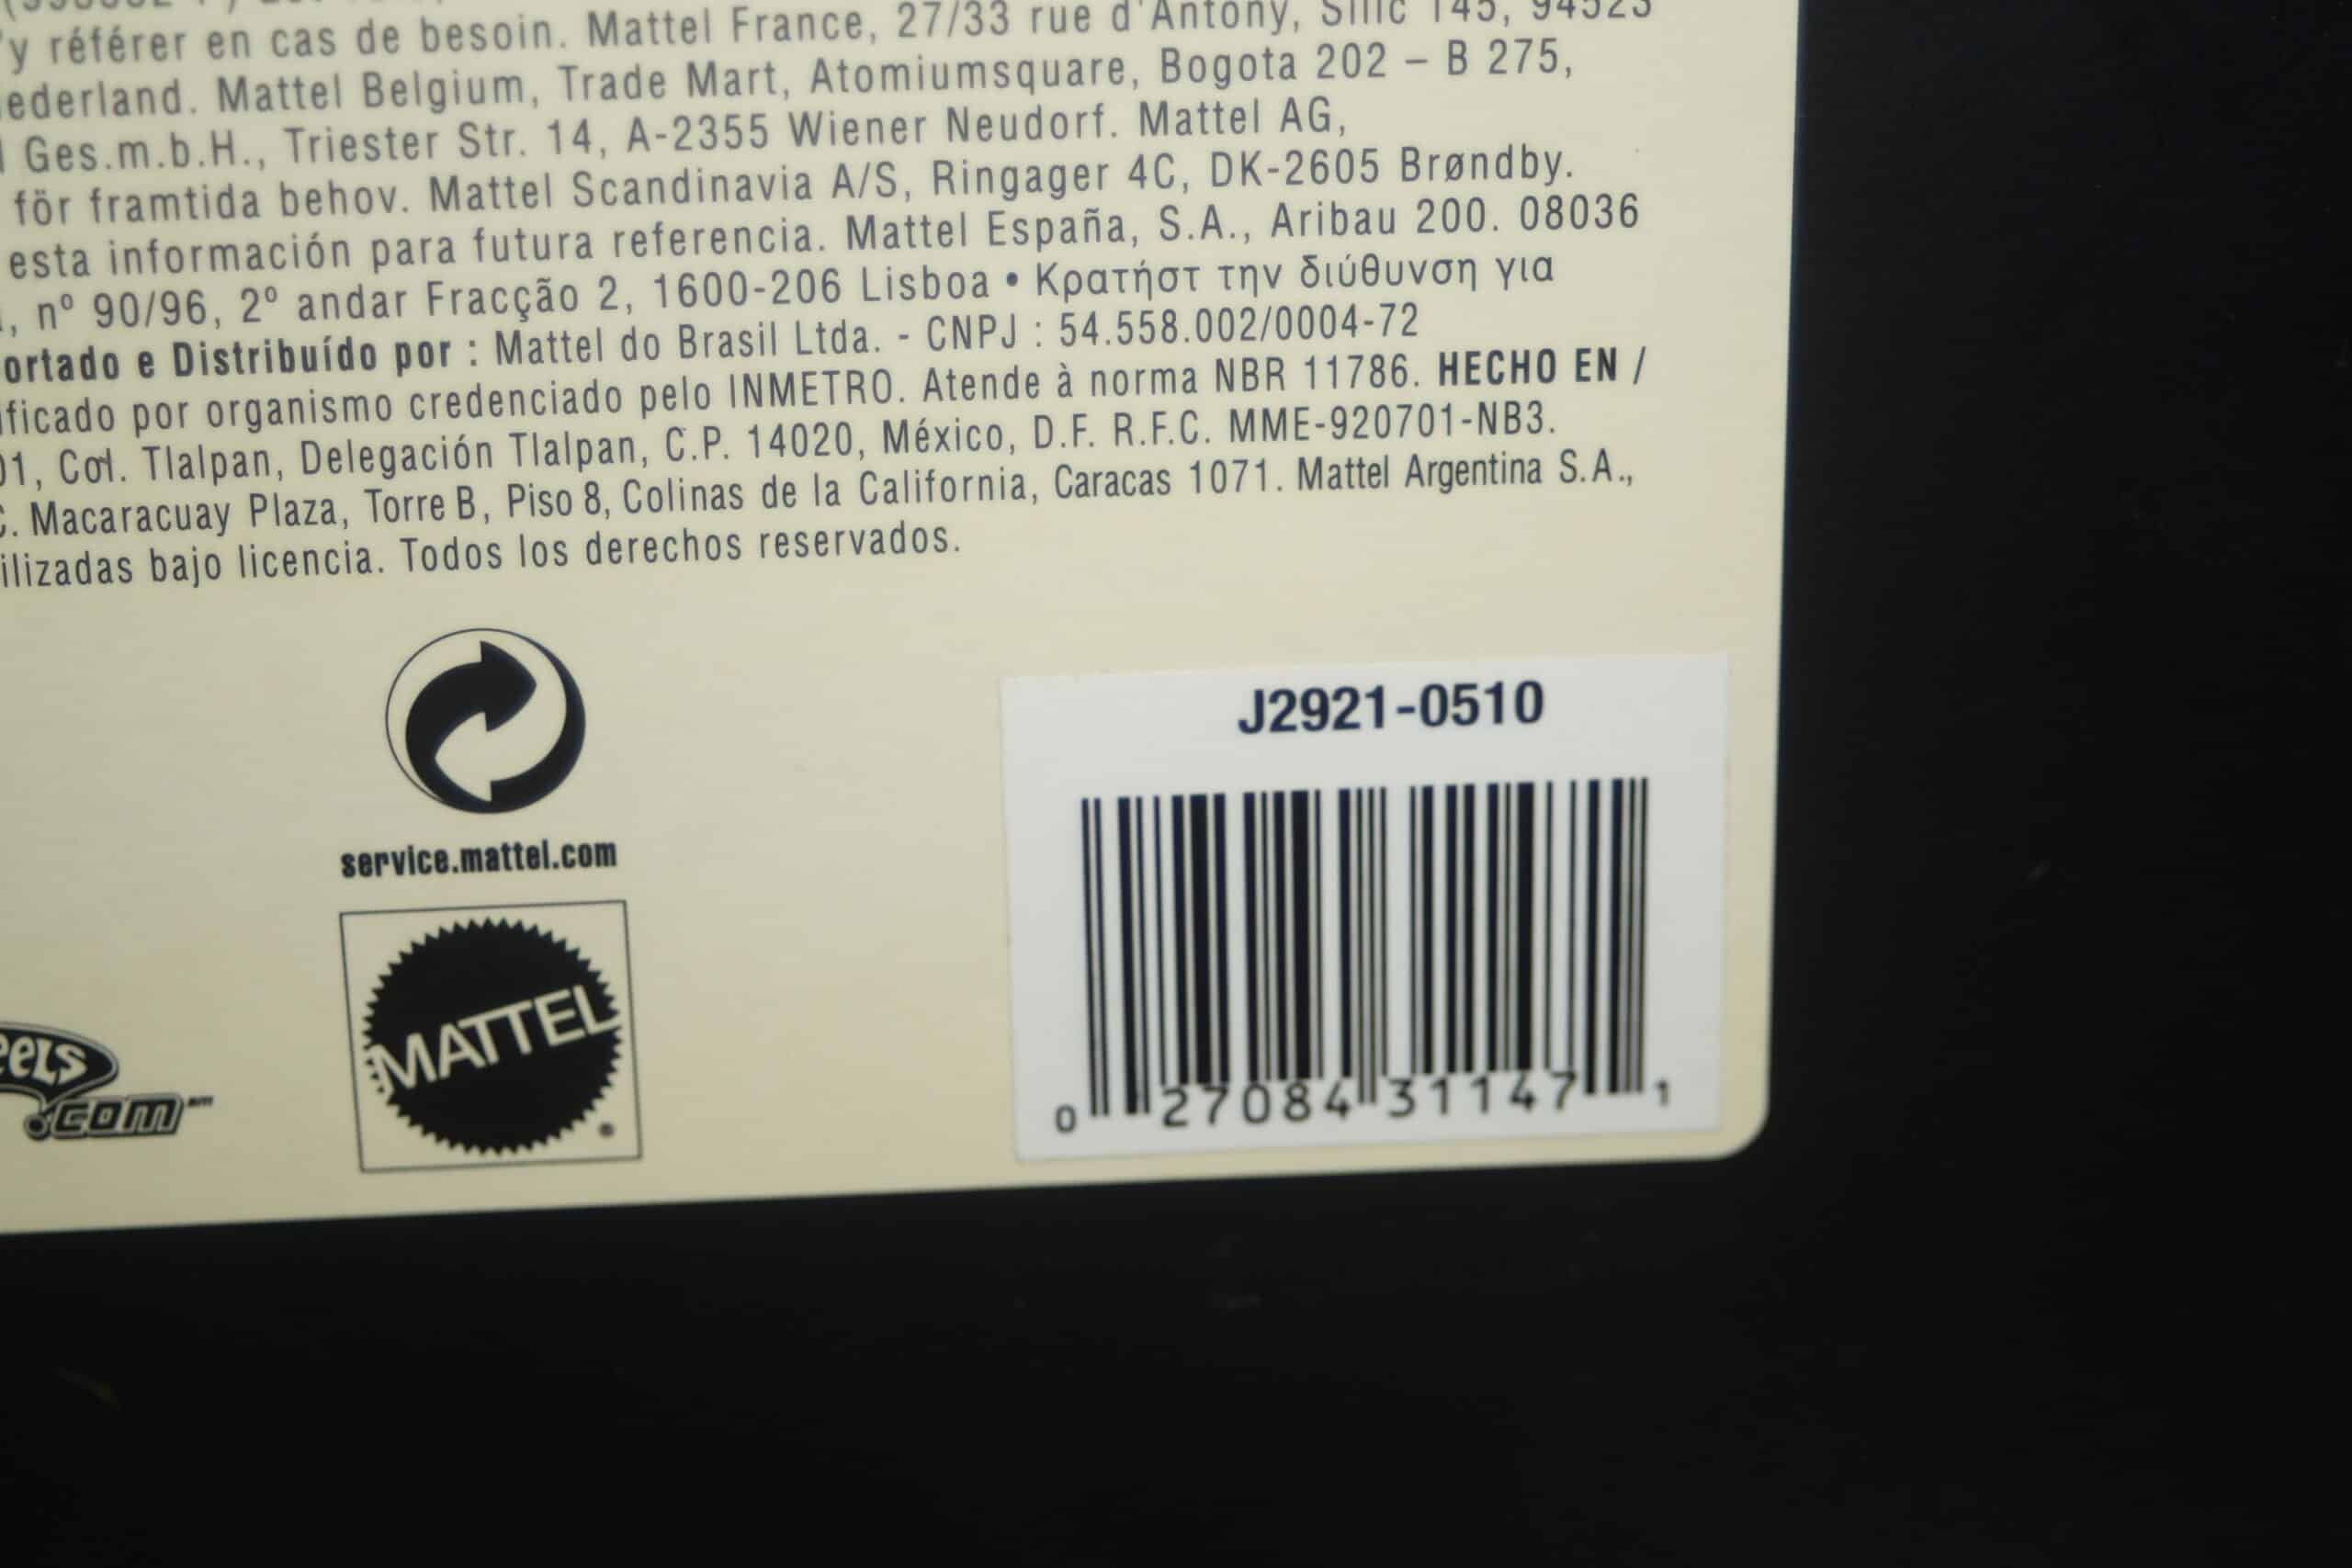 'y référer en cas de besoin. Mattel France, 27/33 rue d'Antony, Silic 145, 94523
ederland. Mattel Belgium, Trade Mart, Atomiumsquare, Bogota 202 – B 275,
Ges.m.b.H., Triester Str. 14, A-2355 Wiener Neudorf. Mattel AG,
för framtida behov. Mattel Scandinavia A/S, Ringager 4C, DK-2605 Brøndby.
esta información para futura referencia. Mattel España, S.A., Aribau 200. 08036
, nº 90/96, 2º andar Fracção 2, 1600-206 Lisboa • Κρατήστ την διύθυνση για
ortado e Distribuído por : Mattel do Brasil Ltda. - CNPJ : 54.558.002/0004-72
ificado por organismo credenciado pelo INMETRO. Atende à norma NBR 11786. HECHO EN /
01, Col. Tlalpan, Delegación Tlalpan, C.P. 14020, México, D.F. R.F.C. MME-920701-NB3.
C. Macaracuay Plaza, Torre B, Piso 8, Colinas de la California, Caracas 1071. Mattel Argentina S.A.,
ilizadas bajo licencia. Todos los derechos reservados.
J2921-0510
service.mattel.com
MATTEL
eels
.com
0 27084 31147 1